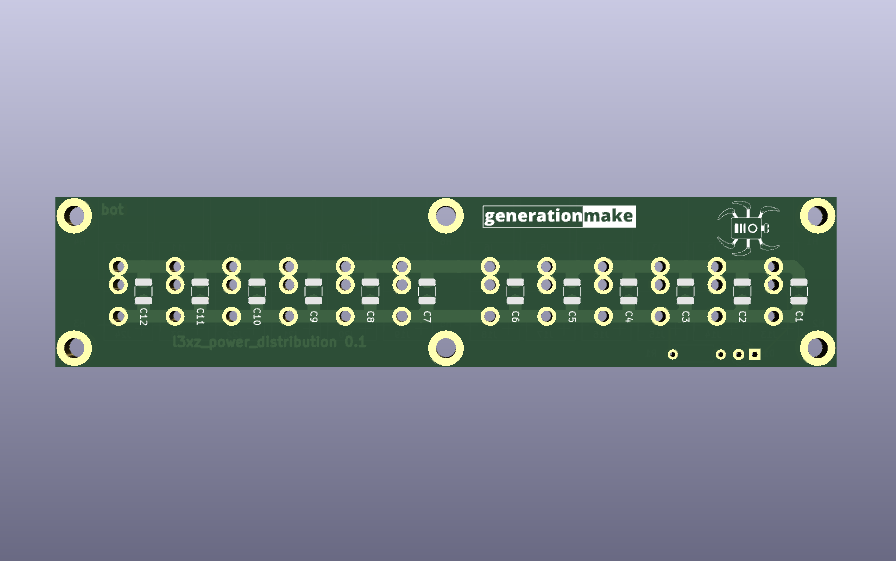 bot
generationmake
C12 C11 C10 C9 C8 C7 C6 C5 C4 C3 C2 C1
l3xz_power_distribution 0.1